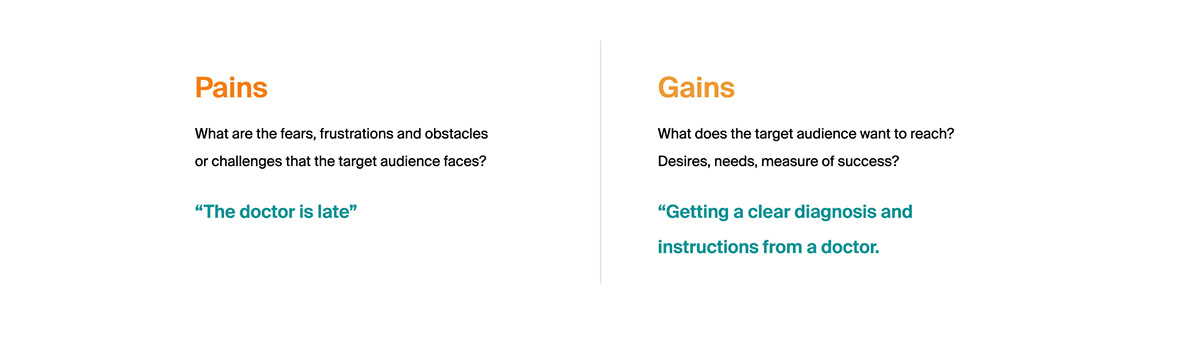 Pains
What are the fears, frustrations and obstacles
or challenges that the target audience faces?
“The doctor is late”
Gains
What does the target audience want to reach?
Desires, needs, measure of success?
“Getting a clear diagnosis and
instructions from a doctor.